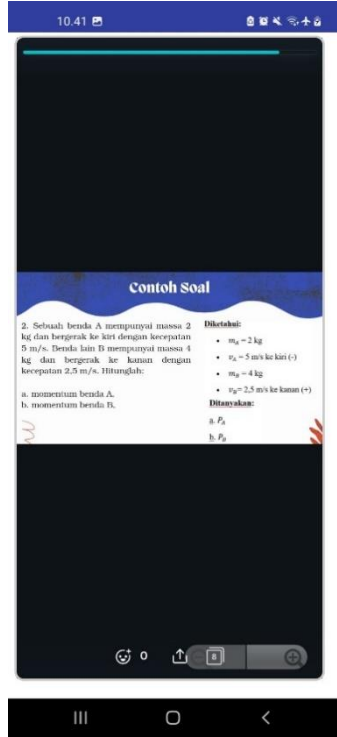 10.41
Contoh Soal
2. Sebuah benda A mempunyai massa 2
kg dan bergerak ke kiri dengan kecepatan
5 m/s. Benda lain B mempunyai massa 4
kg dan bergerak ke kanan dengan
kecepatan 2,5 m/s. Hitunglah:
a. momentum benda A.
b. momentum benda B.
Diketahui:
• m_A = 2 kg
• v_A = 5 m/s ke kiri (-)
• m_B = 4 kg
• v_B = 2,5 m/s ke kanan (+)
Ditanyakan:
a. P_A
b. P_B
0
8